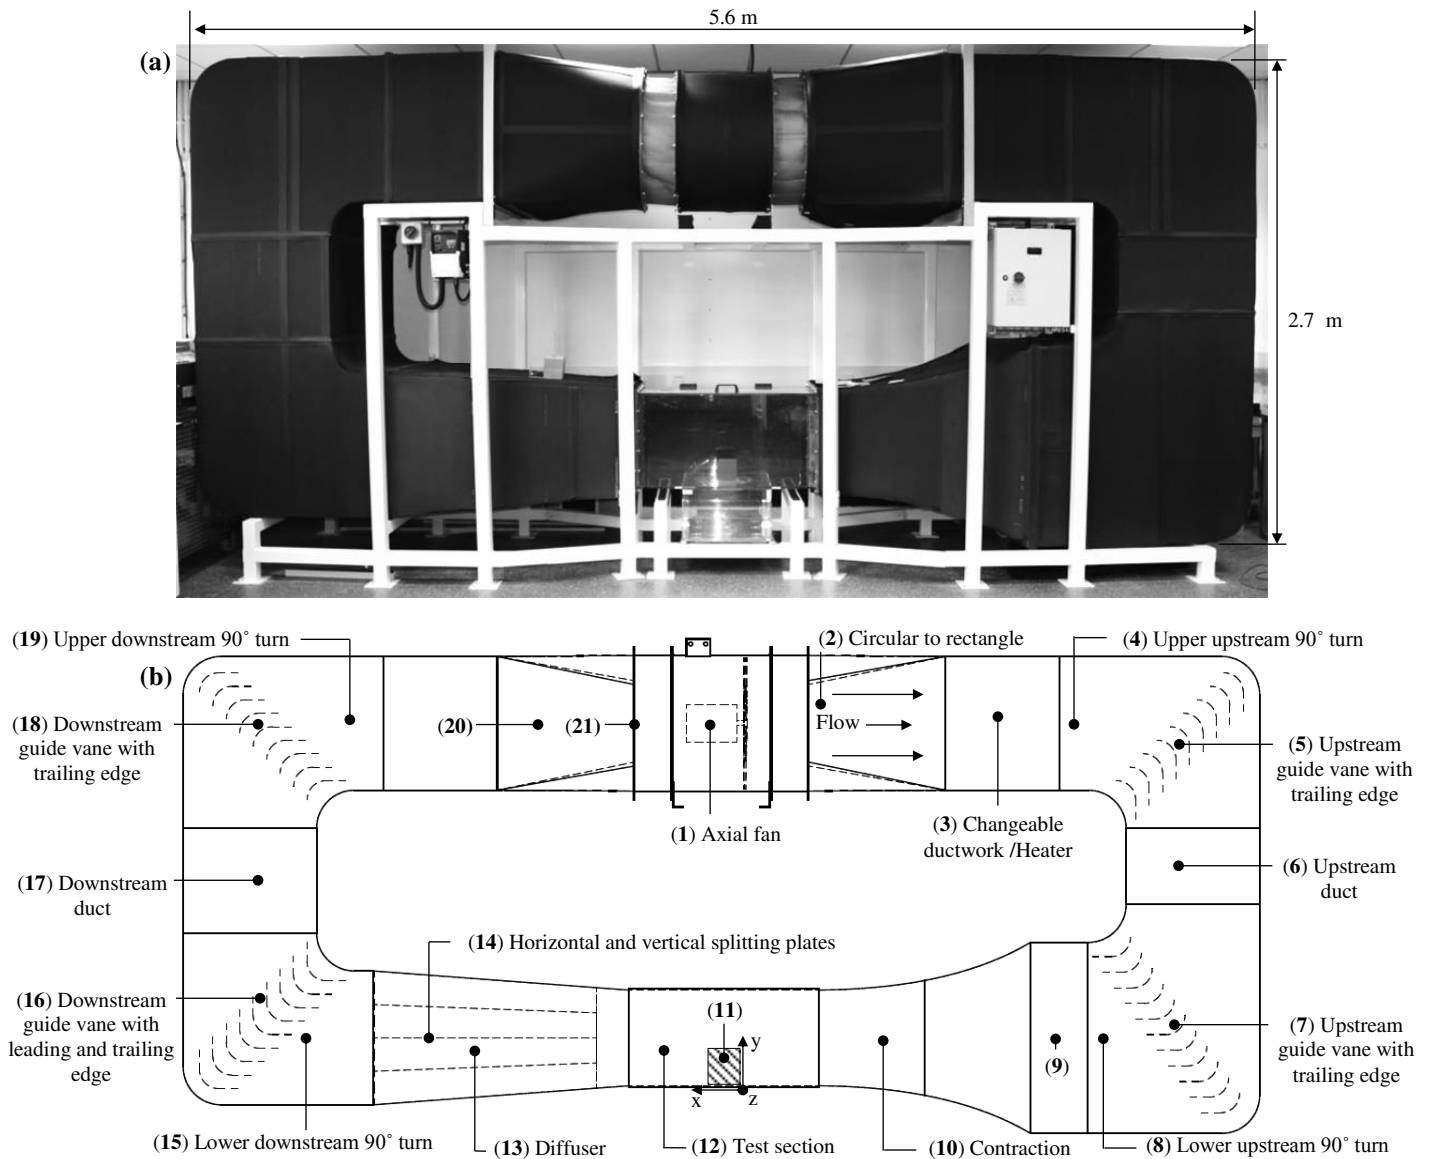 5.6 m
(a)
2.7 m
(19) Upper downstream 90° turn
(2) Circular to rectangle
(4) Upper upstream 90° turn
(b)
(18) Downstream
guide vane with
trailing edge
(20)
(21)
Flow
(5) Upstream
guide vane with
trailing edge
(1) Axial fan
(3) Changeable
ductwork /Heater
(17) Downstream
duct
(6) Upstream
duct
(14) Horizontal and vertical splitting plates
(16) Downstream
guide vane with
leading and trailing
edge
(11)
y
x
z
(9)
(7) Upstream
guide vane with
trailing edge
(15) Lower downstream 90° turn
(13) Diffuser
(12) Test section
(10) Contraction
(8) Lower upstream 90° turn